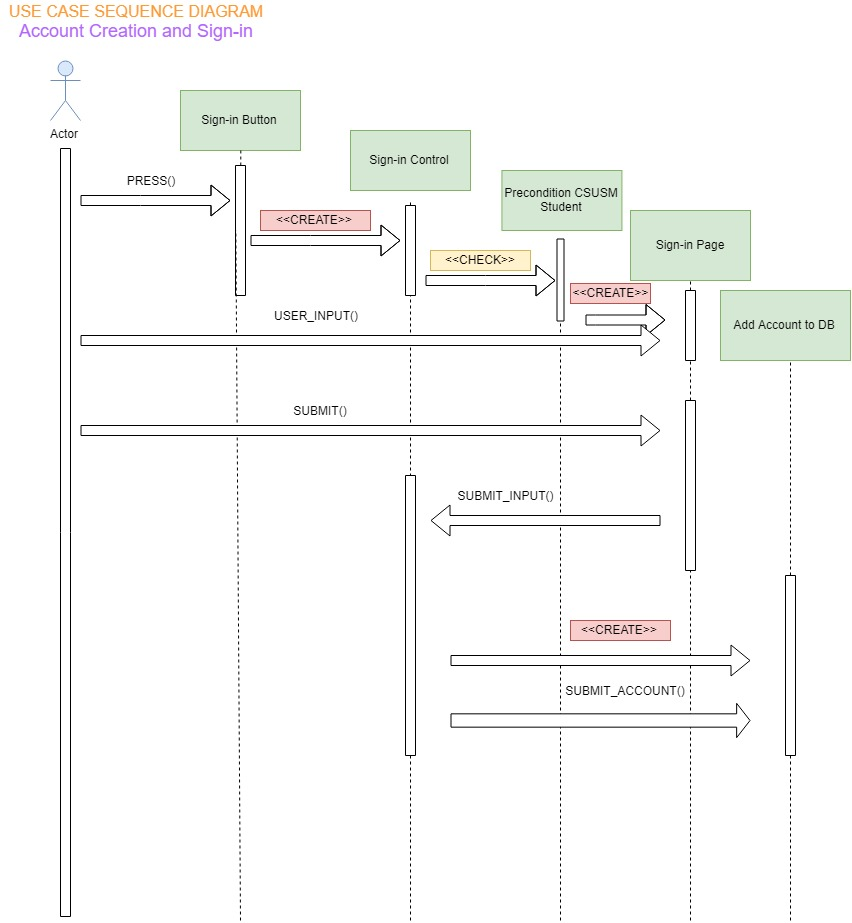 USE CASE SEQUENCE DIAGRAM
Account Creation and Sign-in
Actor
Sign-in Button
Sign-in Control
Precondition CSUSM
Student
Sign-in Page
Add Account to DB
PRESS()
<<CREATE>>
<<CHECK>>
<<CREATE>>
USER_INPUT()
SUBMIT()
SUBMIT_INPUT()
<<CREATE>>
SUBMIT_ACCOUNT()